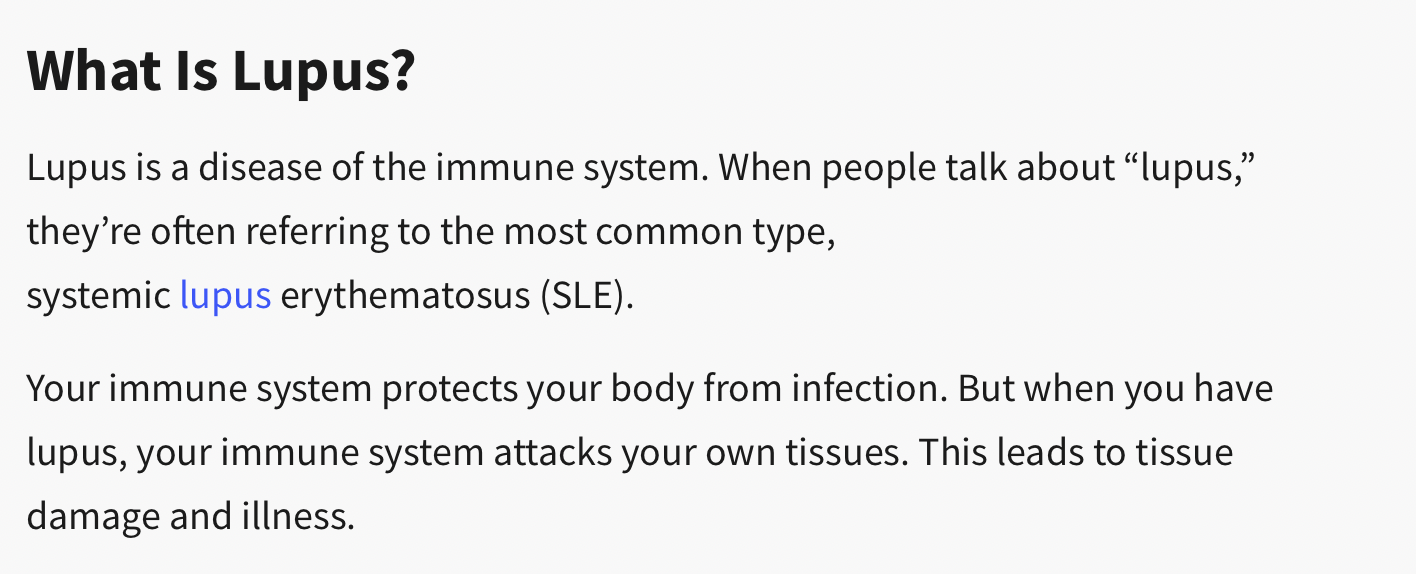 What Is Lupus?
Lupus is a disease of the immune system. When people talk about “lupus,”
they’re often referring to the most common type,
systemic lupus erythematosus (SLE).
Your immune system protects your body from infection. But when you have
lupus, your immune system attacks your own tissues. This leads to tissue
damage and illness.